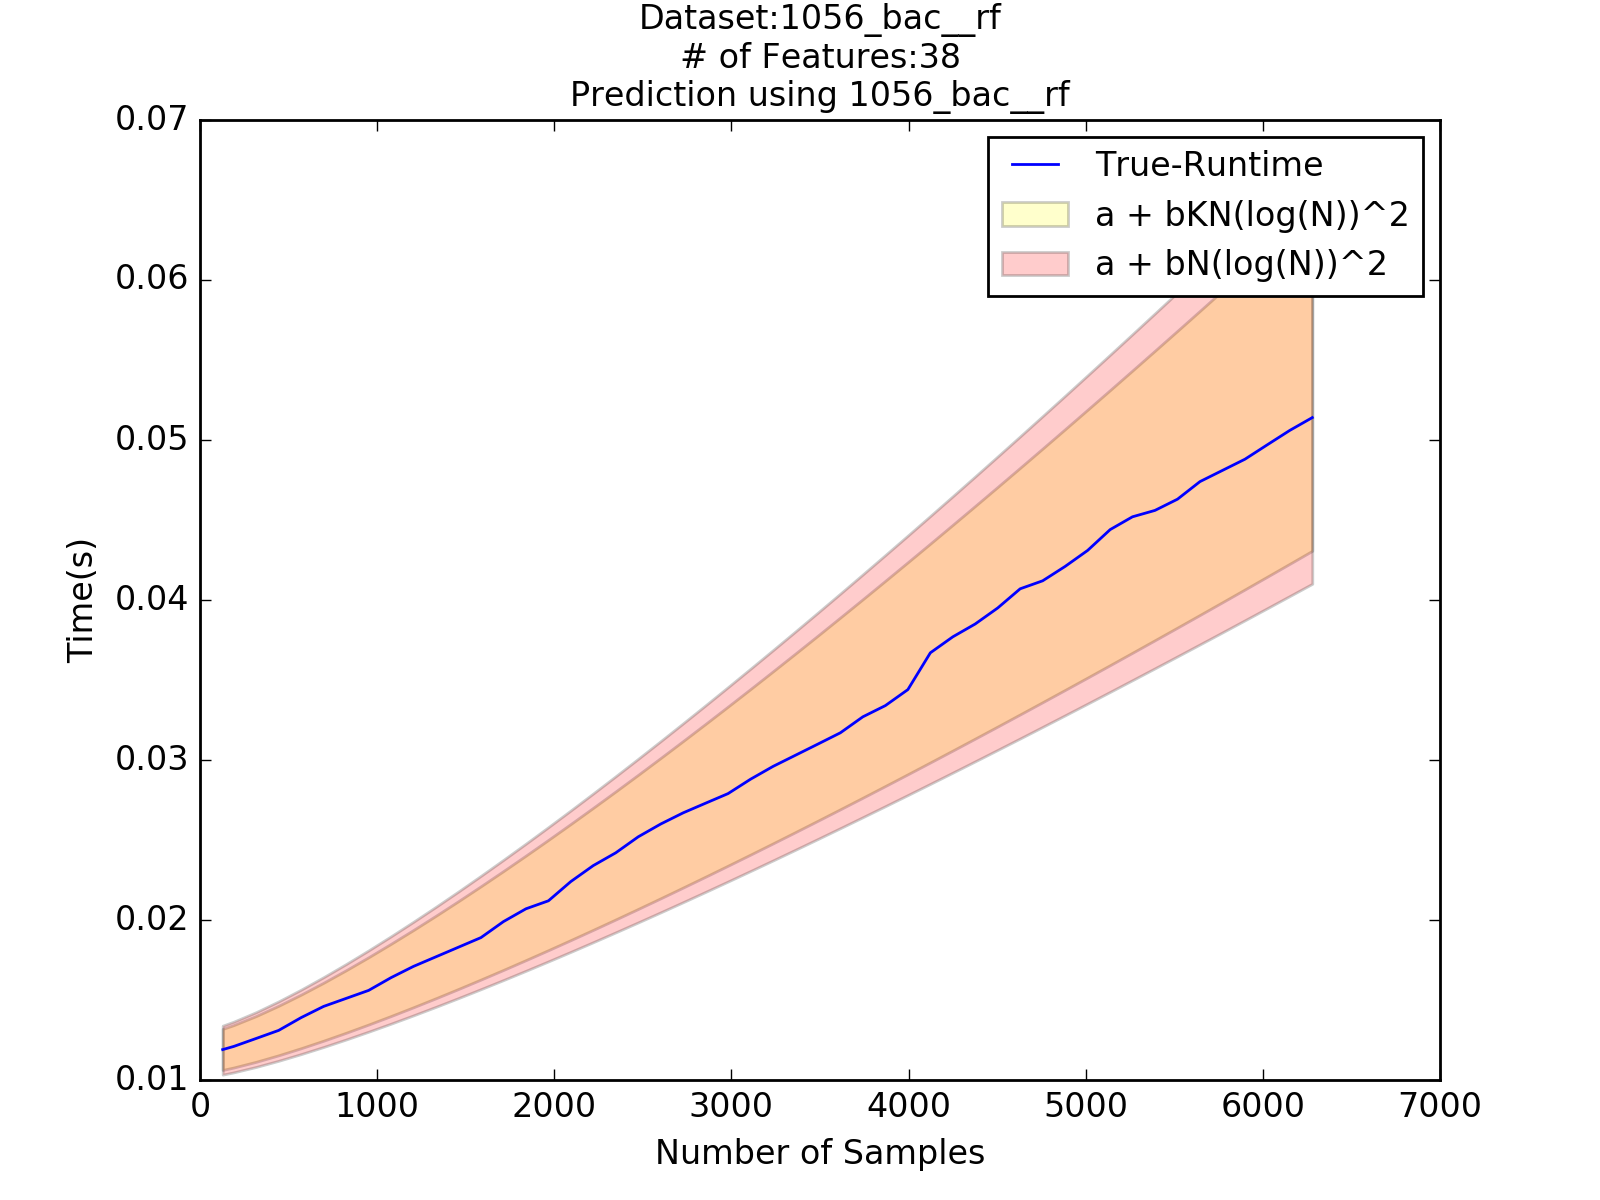 Dataset:1056_bac__rf
# of Features:38
Prediction using 1056_bac__rf
True-Runtime
a + bKN(log(N))^2
a + bN(log(N))^2
0.07
0.06
0.05
0.04
0.03
0.02
0.01
Time(s)
0 1000 2000 3000 4000 5000 6000 7000
Number of Samples